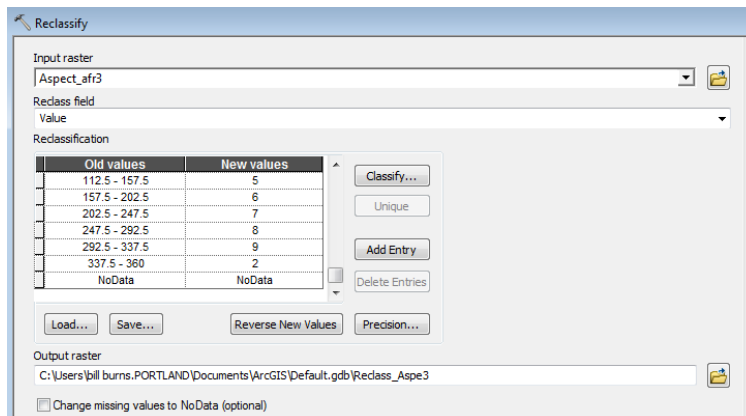 Reclassify
Input raster
Aspect_afr3
Reclass field
Value
Reclassification
Old values New values
112.5 - 157.5 5
157.5 - 202.5 6
202.5 - 247.5 7
247.5 - 292.5 8
292.5 - 337.5 9
337.5 - 360 2
NoData NoData
Classify...
Unique
Add Entry
Delete Entries
Load... Save... Reverse New Values Precision...
Output raster
C:\Users\bill burns.PORTLAND\Documents\ArcGIS\Default.gdb\Reclass_Aspe3
Change missing values to NoData (optional)